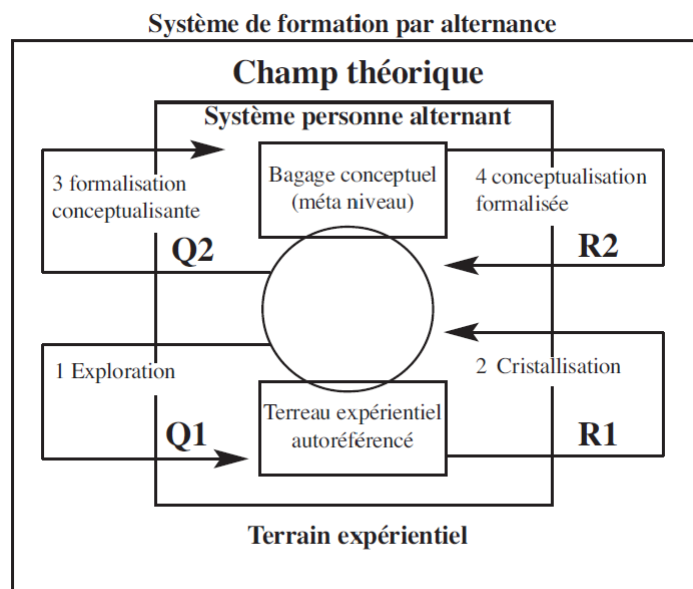 Système de formation par alternance
Champ théorique
Système personne alternant
3 formalisation
conceptualisante
Bagage conceptuel
(méta niveau)
4 conceptualisation
formalisée
Q2
R2
1 Exploration
2 Cristallisation
Terreau expérientiel
autoréférencé
Q1
R1
Terrain expérientiel